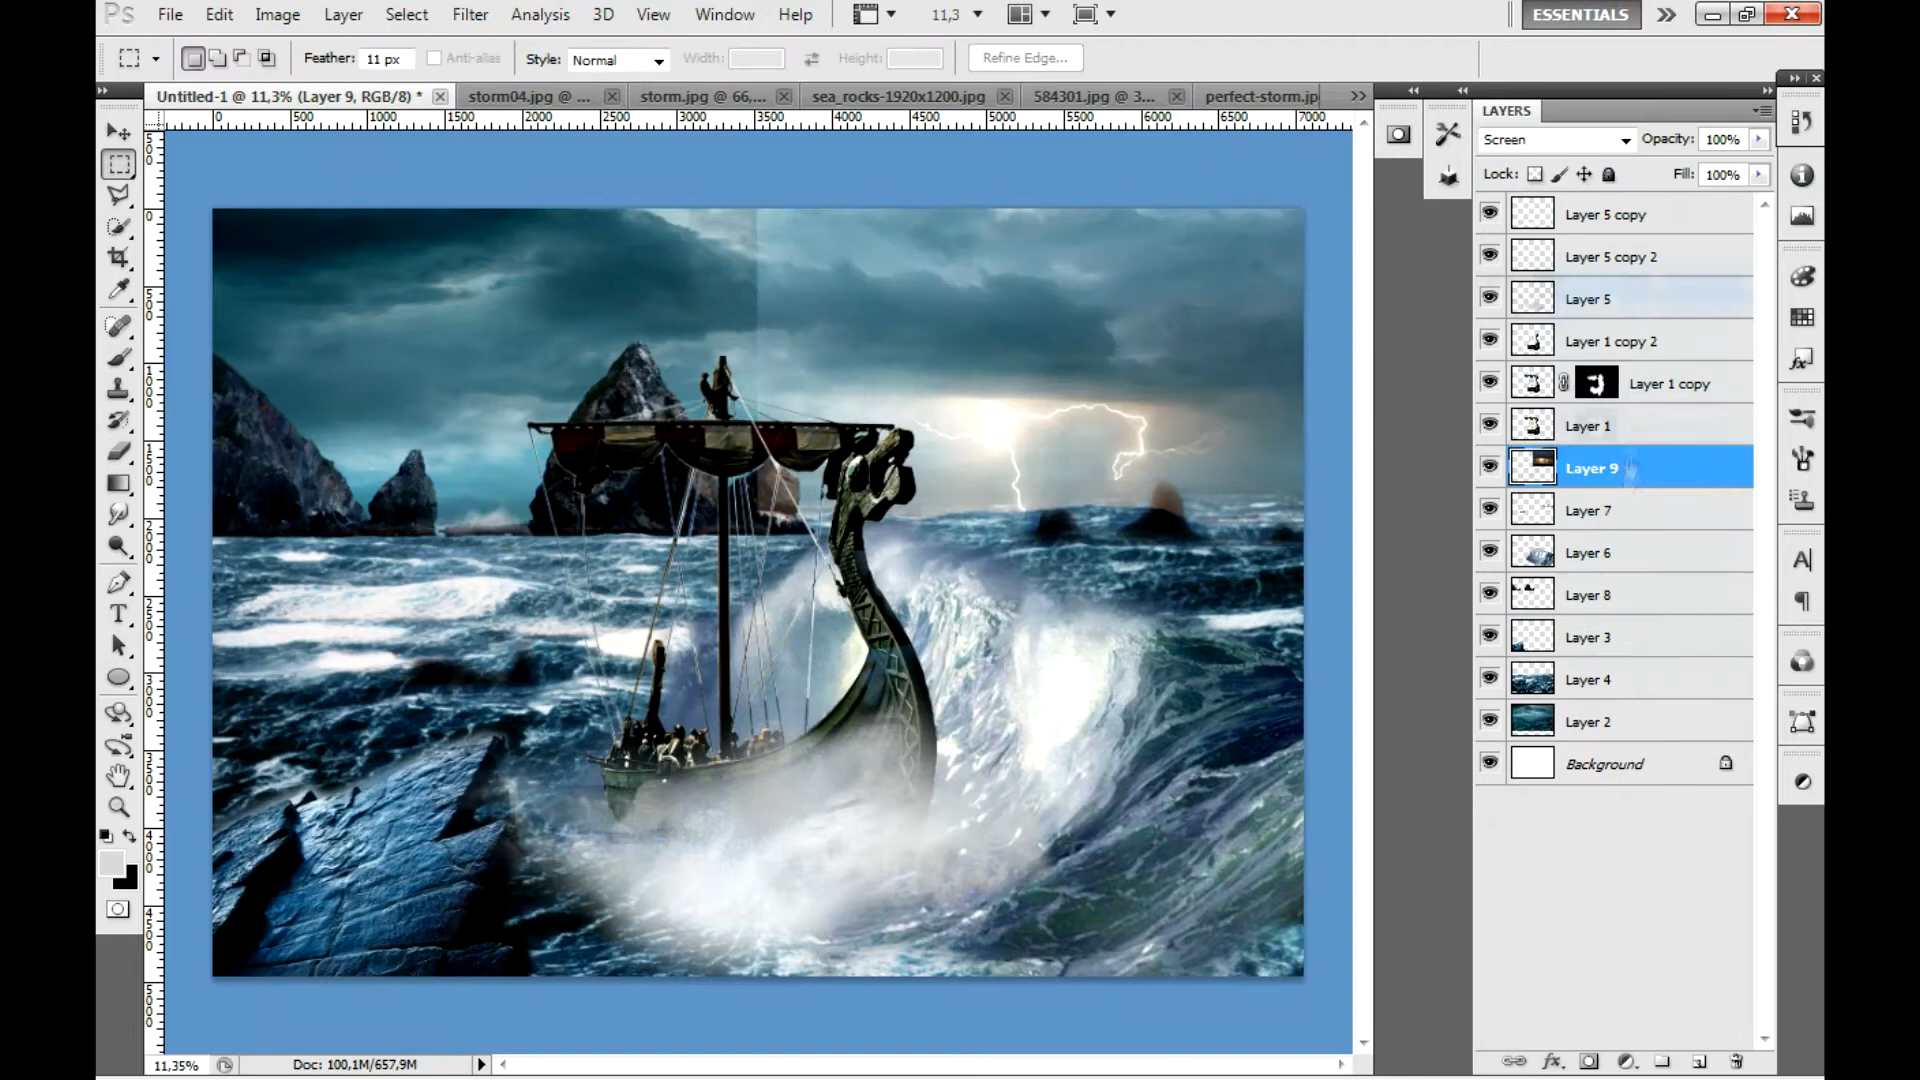 Ps File Edit Image Layer Select Filter Analysis 3D View Window Help 11,3 ESSENTIALS
Feather: 11 px Anti-alias Style: Normal Width: Height: Refine Edge...
Untitled-1 @ 11,3% (Layer 9, RGB/8) * storm04.jpg @ ... storm.jpg @ 66,... sea_rocks-1920x1200.jpg 584301.jpg @ 3... perfect-storm.jp
0 500 1000 1500 2000 2500 3000 3500 4000 4500 5000 5500 6000 6500 7000
LAYERS
Screen Opacity: 100%
Lock: Fill: 100%
Layer 5 copy
Layer 5 copy 2
Layer 5
Layer 1 copy 2
Layer 1 copy
Layer 1
Layer 9
Layer 7
Layer 6
Layer 8
Layer 3
Layer 4
Layer 2
Background
11,35% Doc: 100,1M/657,9M